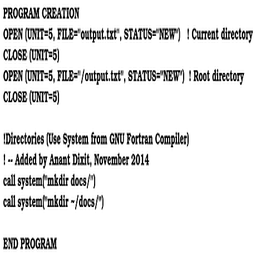 PROGRAM CREATION
OPEN (UNIT=5, FILE="output.txt", STATUS="NEW") ! Current directory
CLOSE (UNIT=5)
OPEN (UNIT=5, FILE="/output.txt", STATUS="NEW") ! Root directory
CLOSE (UNIT=5)
!Directories (Use System from GNU Fortran Compiler)
! -- Added by Anant Dixit, November 2014
call system("mkdir docs/")
call system("mkdir ~/docs/")
END PROGRAM